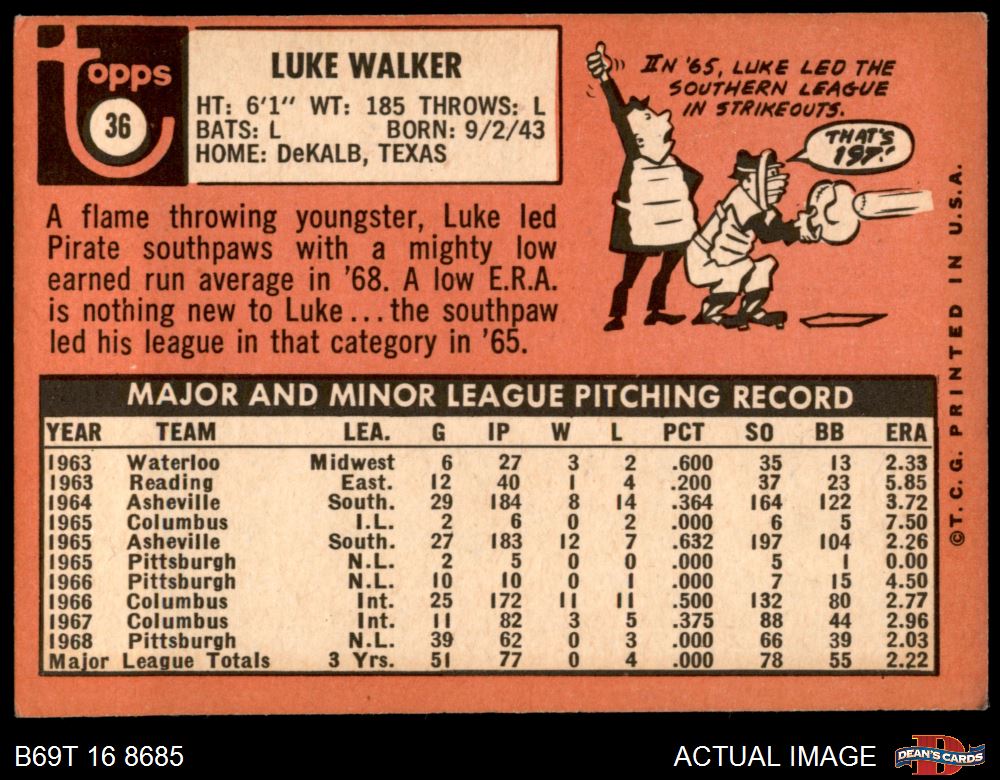 Topps
36
LUKE WALKER
HT: 6'1" WT: 185 THROWS: L
BATS: L BORN: 9/2/43
HOME: DeKALB, TEXAS
IN '65, LUKE LED THE
SOUTHERN LEAGUE
IN STRIKEOUTS.
THAT'S
197!
A flame throwing youngster, Luke led
Pirate southpaws with a mighty low
earned run average in '68. A low E.R.A.
is nothing new to Luke...the southpaw
led his league in that category in '65.
MAJOR AND MINOR LEAGUE PITCHING RECORD
YEAR TEAM LEA. G IP W L PCT SO BB ERA
1963 Waterloo Midwest 6 27 3 2 .600 35 13 2.33
1963 Reading East. 12 40 1 4 .200 37 23 5.85
1964 Asheville South. 29 184 8 14 .364 164 122 3.72
1965 Columbus I.L. 2 6 0 2 .000 6 5 7.50
1965 Asheville South. 27 183 12 7 .632 197 104 2.26
1965 Pittsburgh N.L. 2 5 0 0 .000 5 1 0.00
1966 Pittsburgh N.L. 10 10 0 1 .000 7 15 4.50
1966 Columbus Int. 25 172 11 11 .500 132 80 2.77
1967 Columbus Int. 11 82 3 5 .375 88 44 2.96
1968 Pittsburgh N.L. 39 62 0 3 .000 66 39 2.03
Major League Totals 3 Yrs. 51 77 0 4 .000 78 55 2.22
©T. C. G. PRINTED IN U.S.A.
B69T 16 8685
ACTUAL IMAGE
D
DEAN'S CARDS